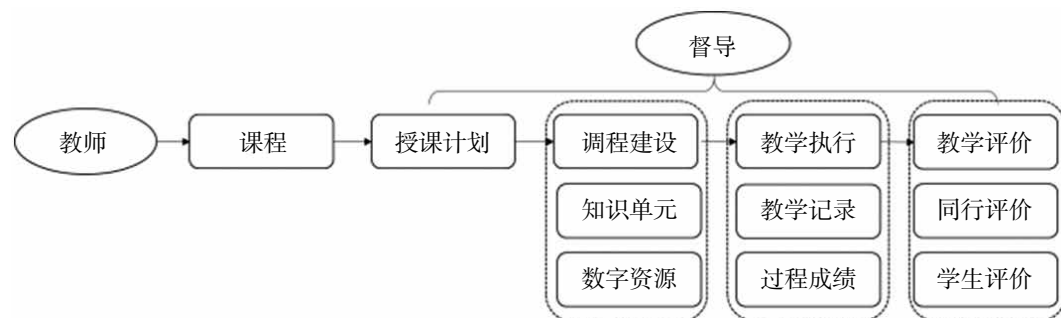 督导
教师
课程
授课计划
调程建设
教学执行
教学评价
知识单元
教学记录
同行评价
数字资源
过程成绩
学生评价